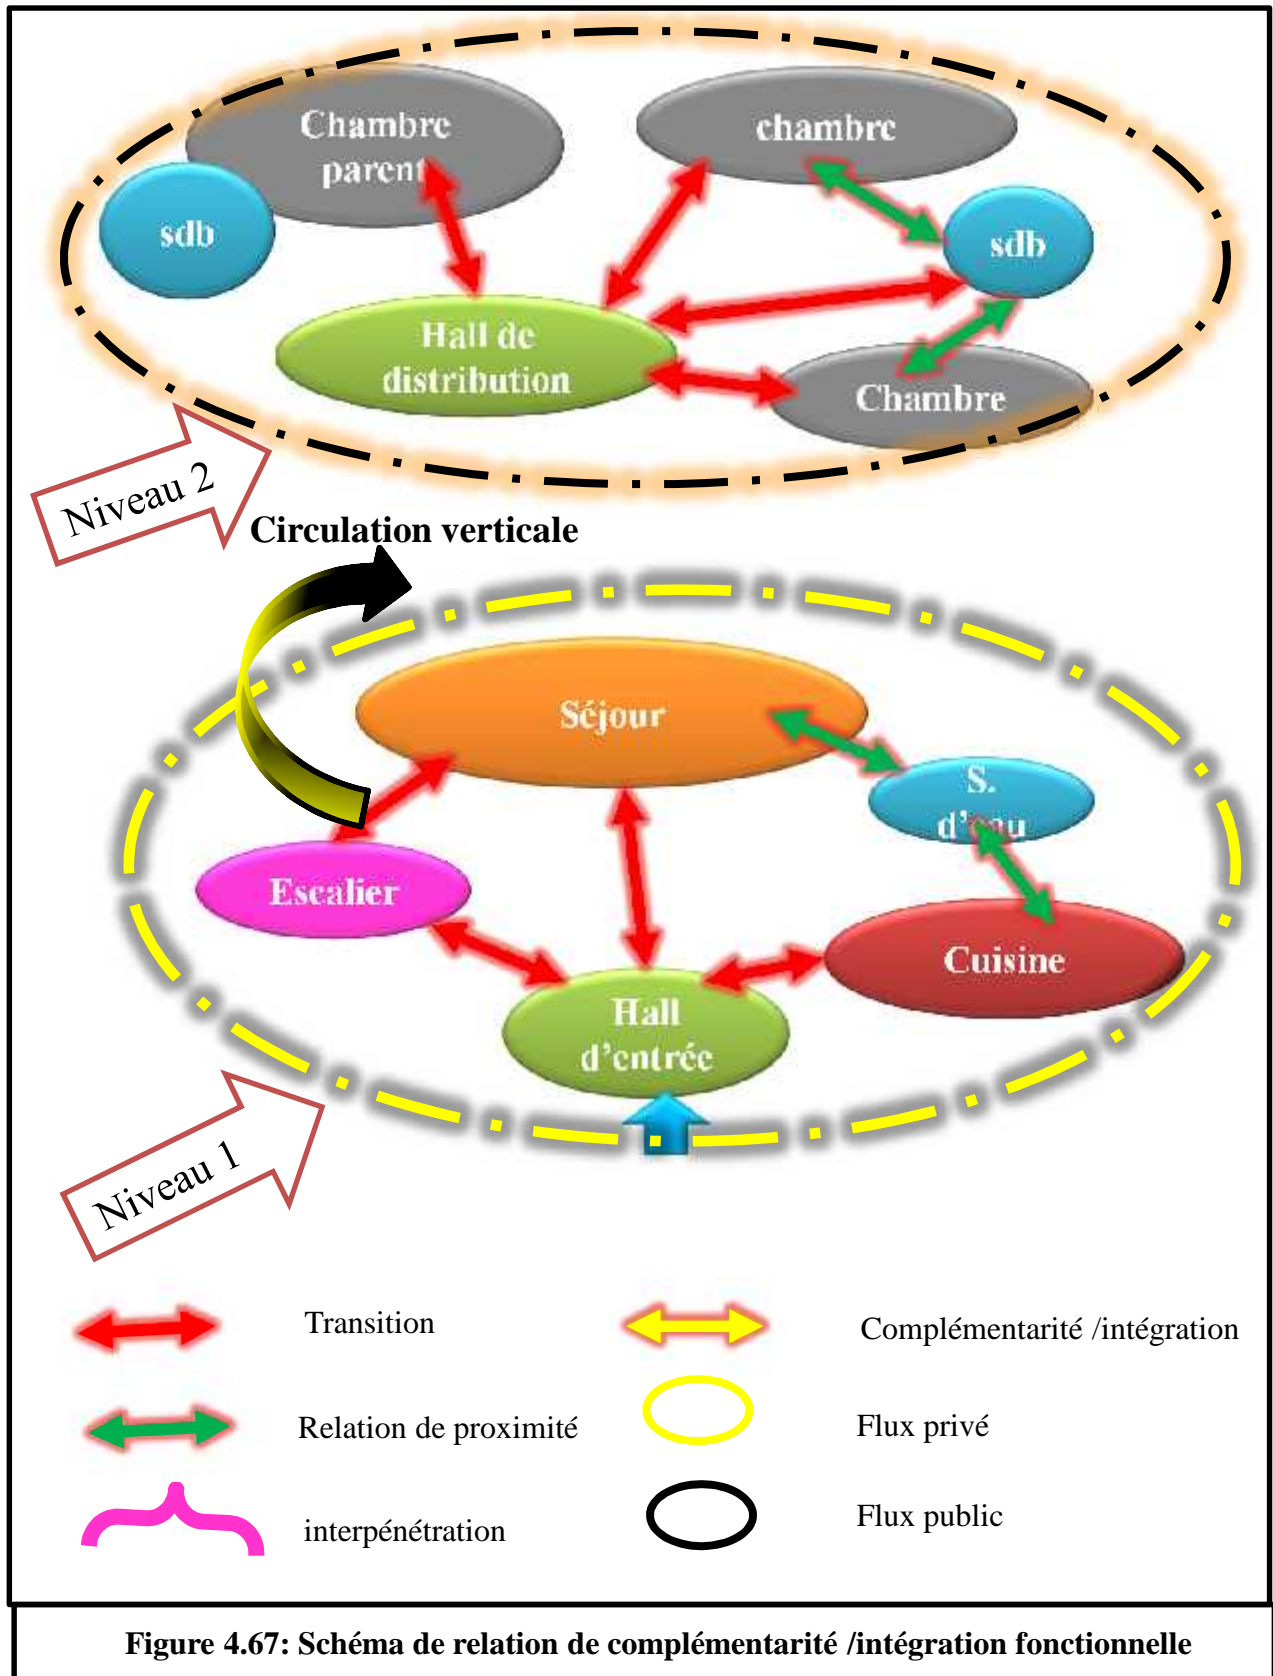 Chambre
parent
chambre
sdb
sdb
Hall de
distribution
Chambre
Niveau 2
Circulation verticale
Séjour
S.
d'eau
Escalier
Cuisine
Hall
d'entrée
Niveau 1
Transition
Complémentarité /intégration
Relation de proximité
Flux privé
interpénétration
Flux public
Figure 4.67: Schéma de relation de complémentarité /intégration fonctionnelle